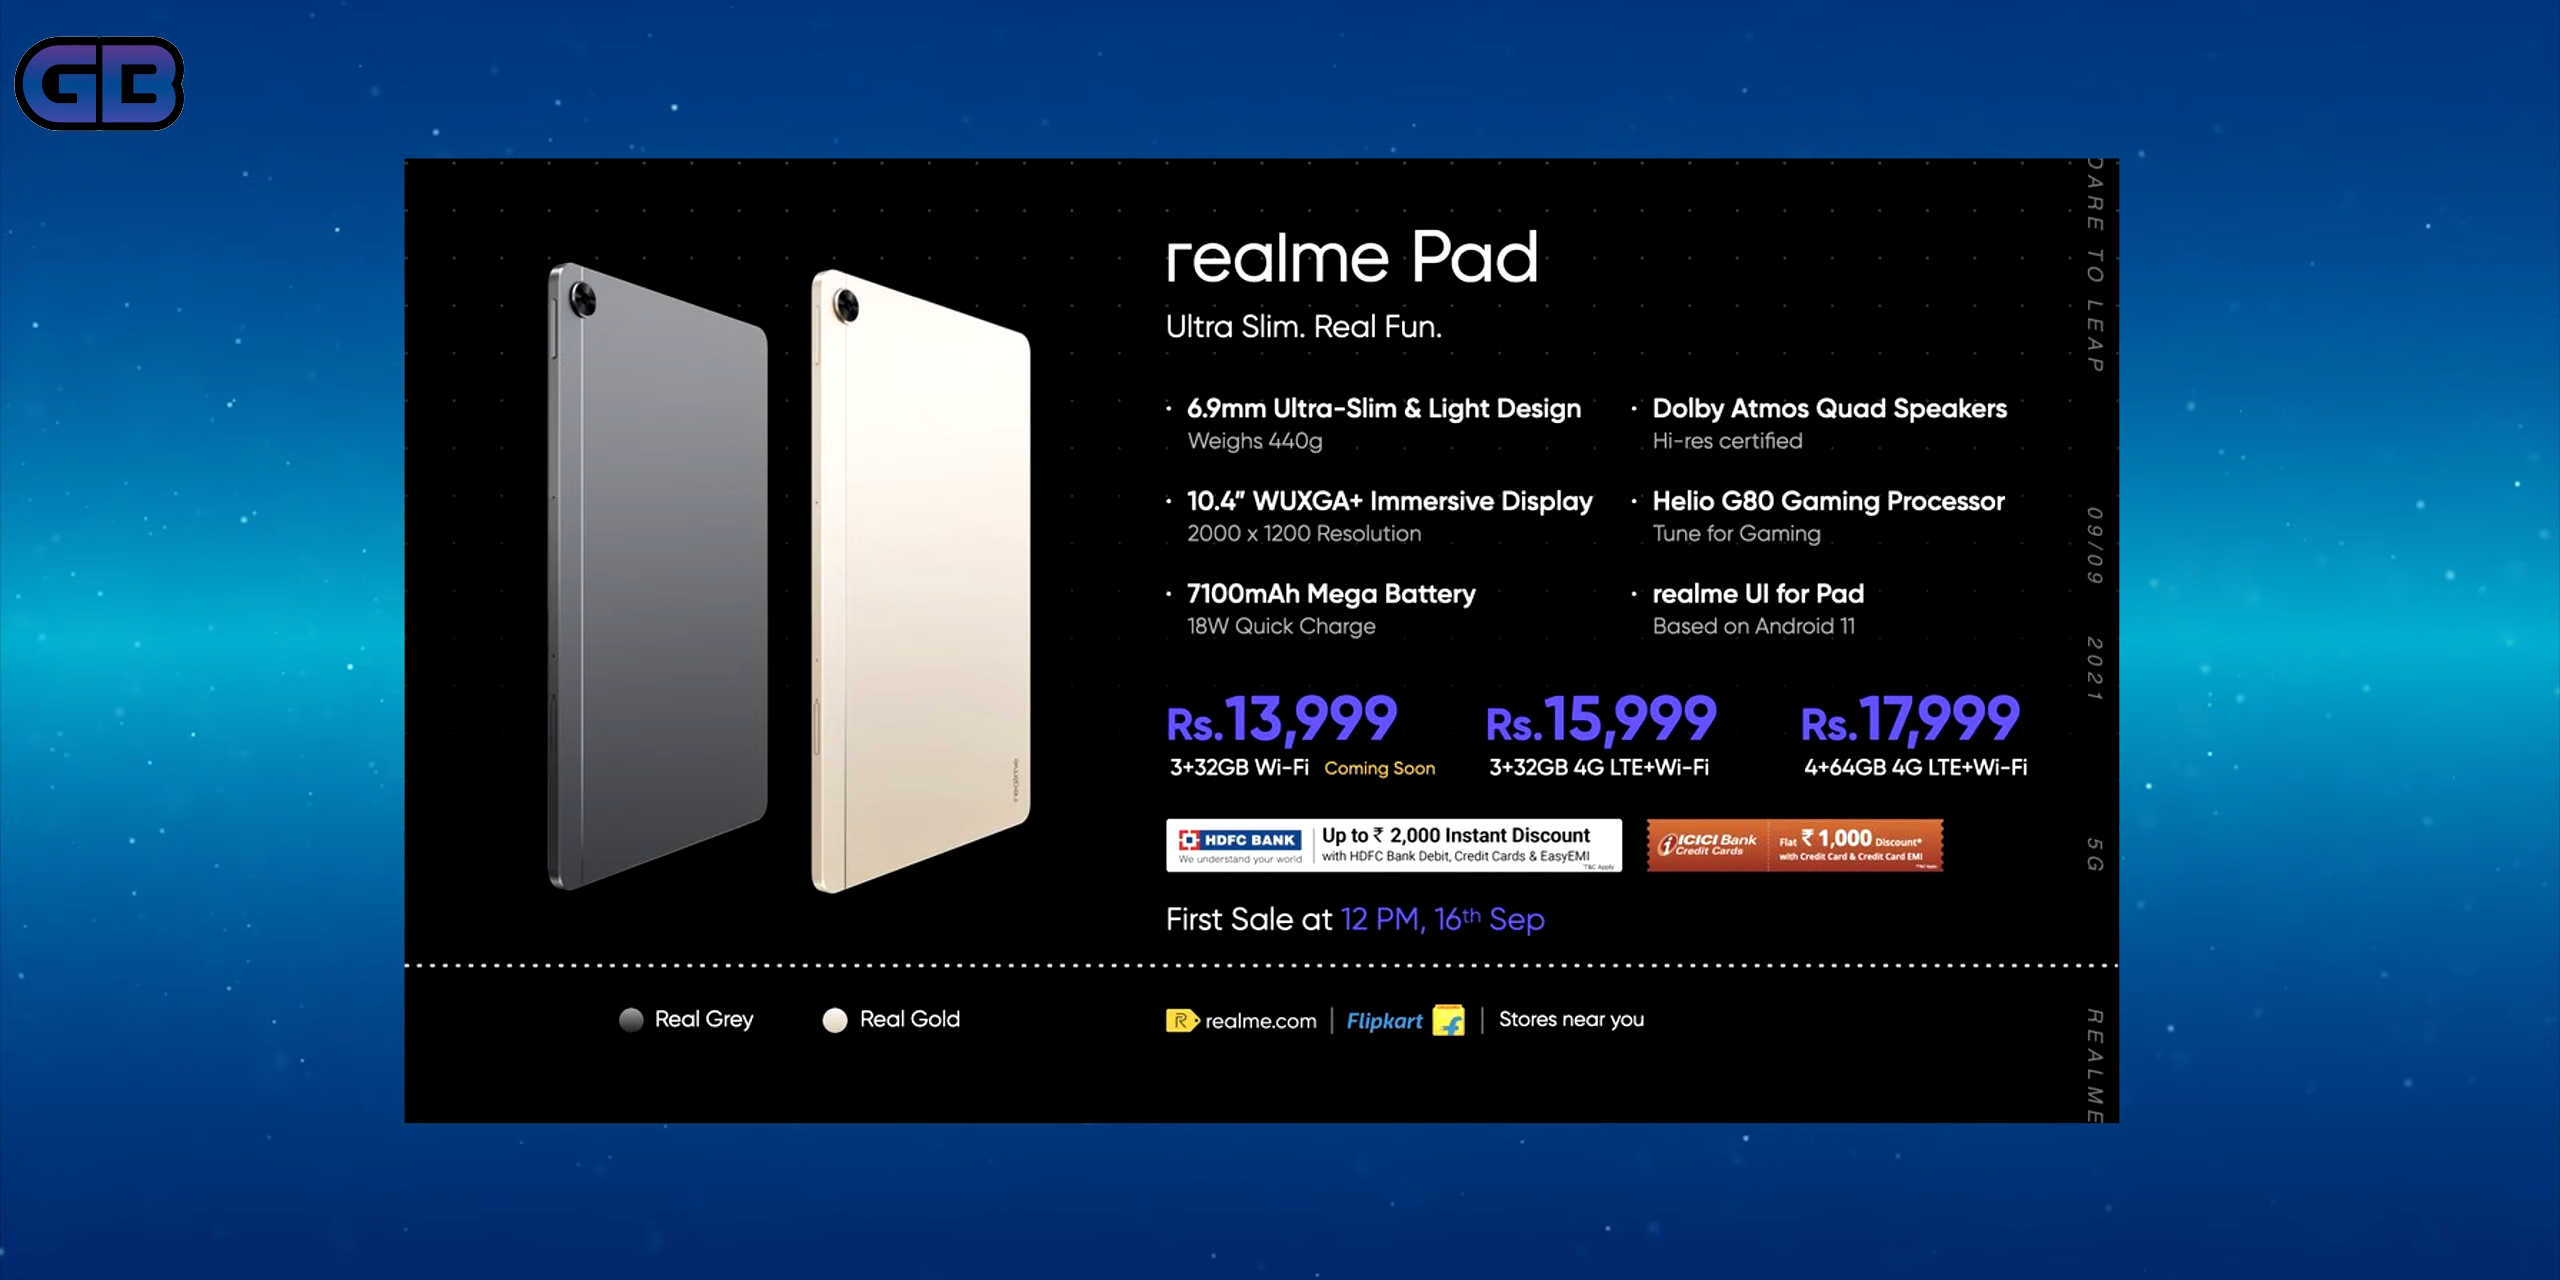 GB
realme Pad
Ultra Slim. Real Fun.
· 6.9mm Ultra-Slim & Light Design
Weighs 440g
· Dolby Atmos Quad Speakers
Hi-res certified
· 10.4" WUXGA+ Immersive Display
2000 x 1200 Resolution
· Helio G80 Gaming Processor
Tune for Gaming
· 7100mAh Mega Battery
18W Quick Charge
· realme UI for Pad
Based on Android 11
Rs.13,999
3+32GB Wi-Fi Coming Soon
Rs.15,999
3+32GB 4G LTE+Wi-Fi
Rs.17,999
4+64GB 4G LTE+Wi-Fi
HDFC BANK
We understand your world
Up to ₹ 2,000 Instant Discount
with HDFC Bank Debit, Credit Cards & EasyEMI
*T&C Apply
ICICI Bank
Credit Cards
Flat ₹ 1,000 Discount*
with Credit Card & Credit Card EMI
*T&C Apply
First Sale at 12 PM, 16th Sep
Real Grey
Real Gold
R realme.com | Flipkart | Stores near you
realme
DARE TO LEAP
09/09 2021
5G
REALME